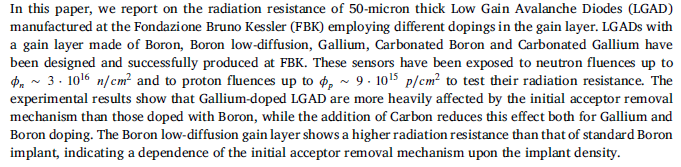 In this paper, we report on the radiation resistance of 50-micron thick Low Gain Avalanche Diodes (LGAD)
manufactured at the Fondazione Bruno Kessler (FBK) employing different dopings in the gain layer. LGADs with
a gain layer made of Boron, Boron low-diffusion, Gallium, Carbonated Boron and Carbonated Gallium have
been designed and successfully produced at FBK. These sensors have been exposed to neutron fluences up to
ϕₙ ∼ 3 · 10¹⁶ n/cm² and to proton fluences up to ϕₚ ∼ 9 · 10¹⁵ p/cm² to test their radiation resistance. The
experimental results show that Gallium-doped LGAD are more heavily affected by the initial acceptor removal
mechanism than those doped with Boron, while the addition of Carbon reduces this effect both for Gallium and
Boron doping. The Boron low-diffusion gain layer shows a higher radiation resistance than that of standard Boron
implant, indicating a dependence of the initial acceptor removal mechanism upon the implant density.